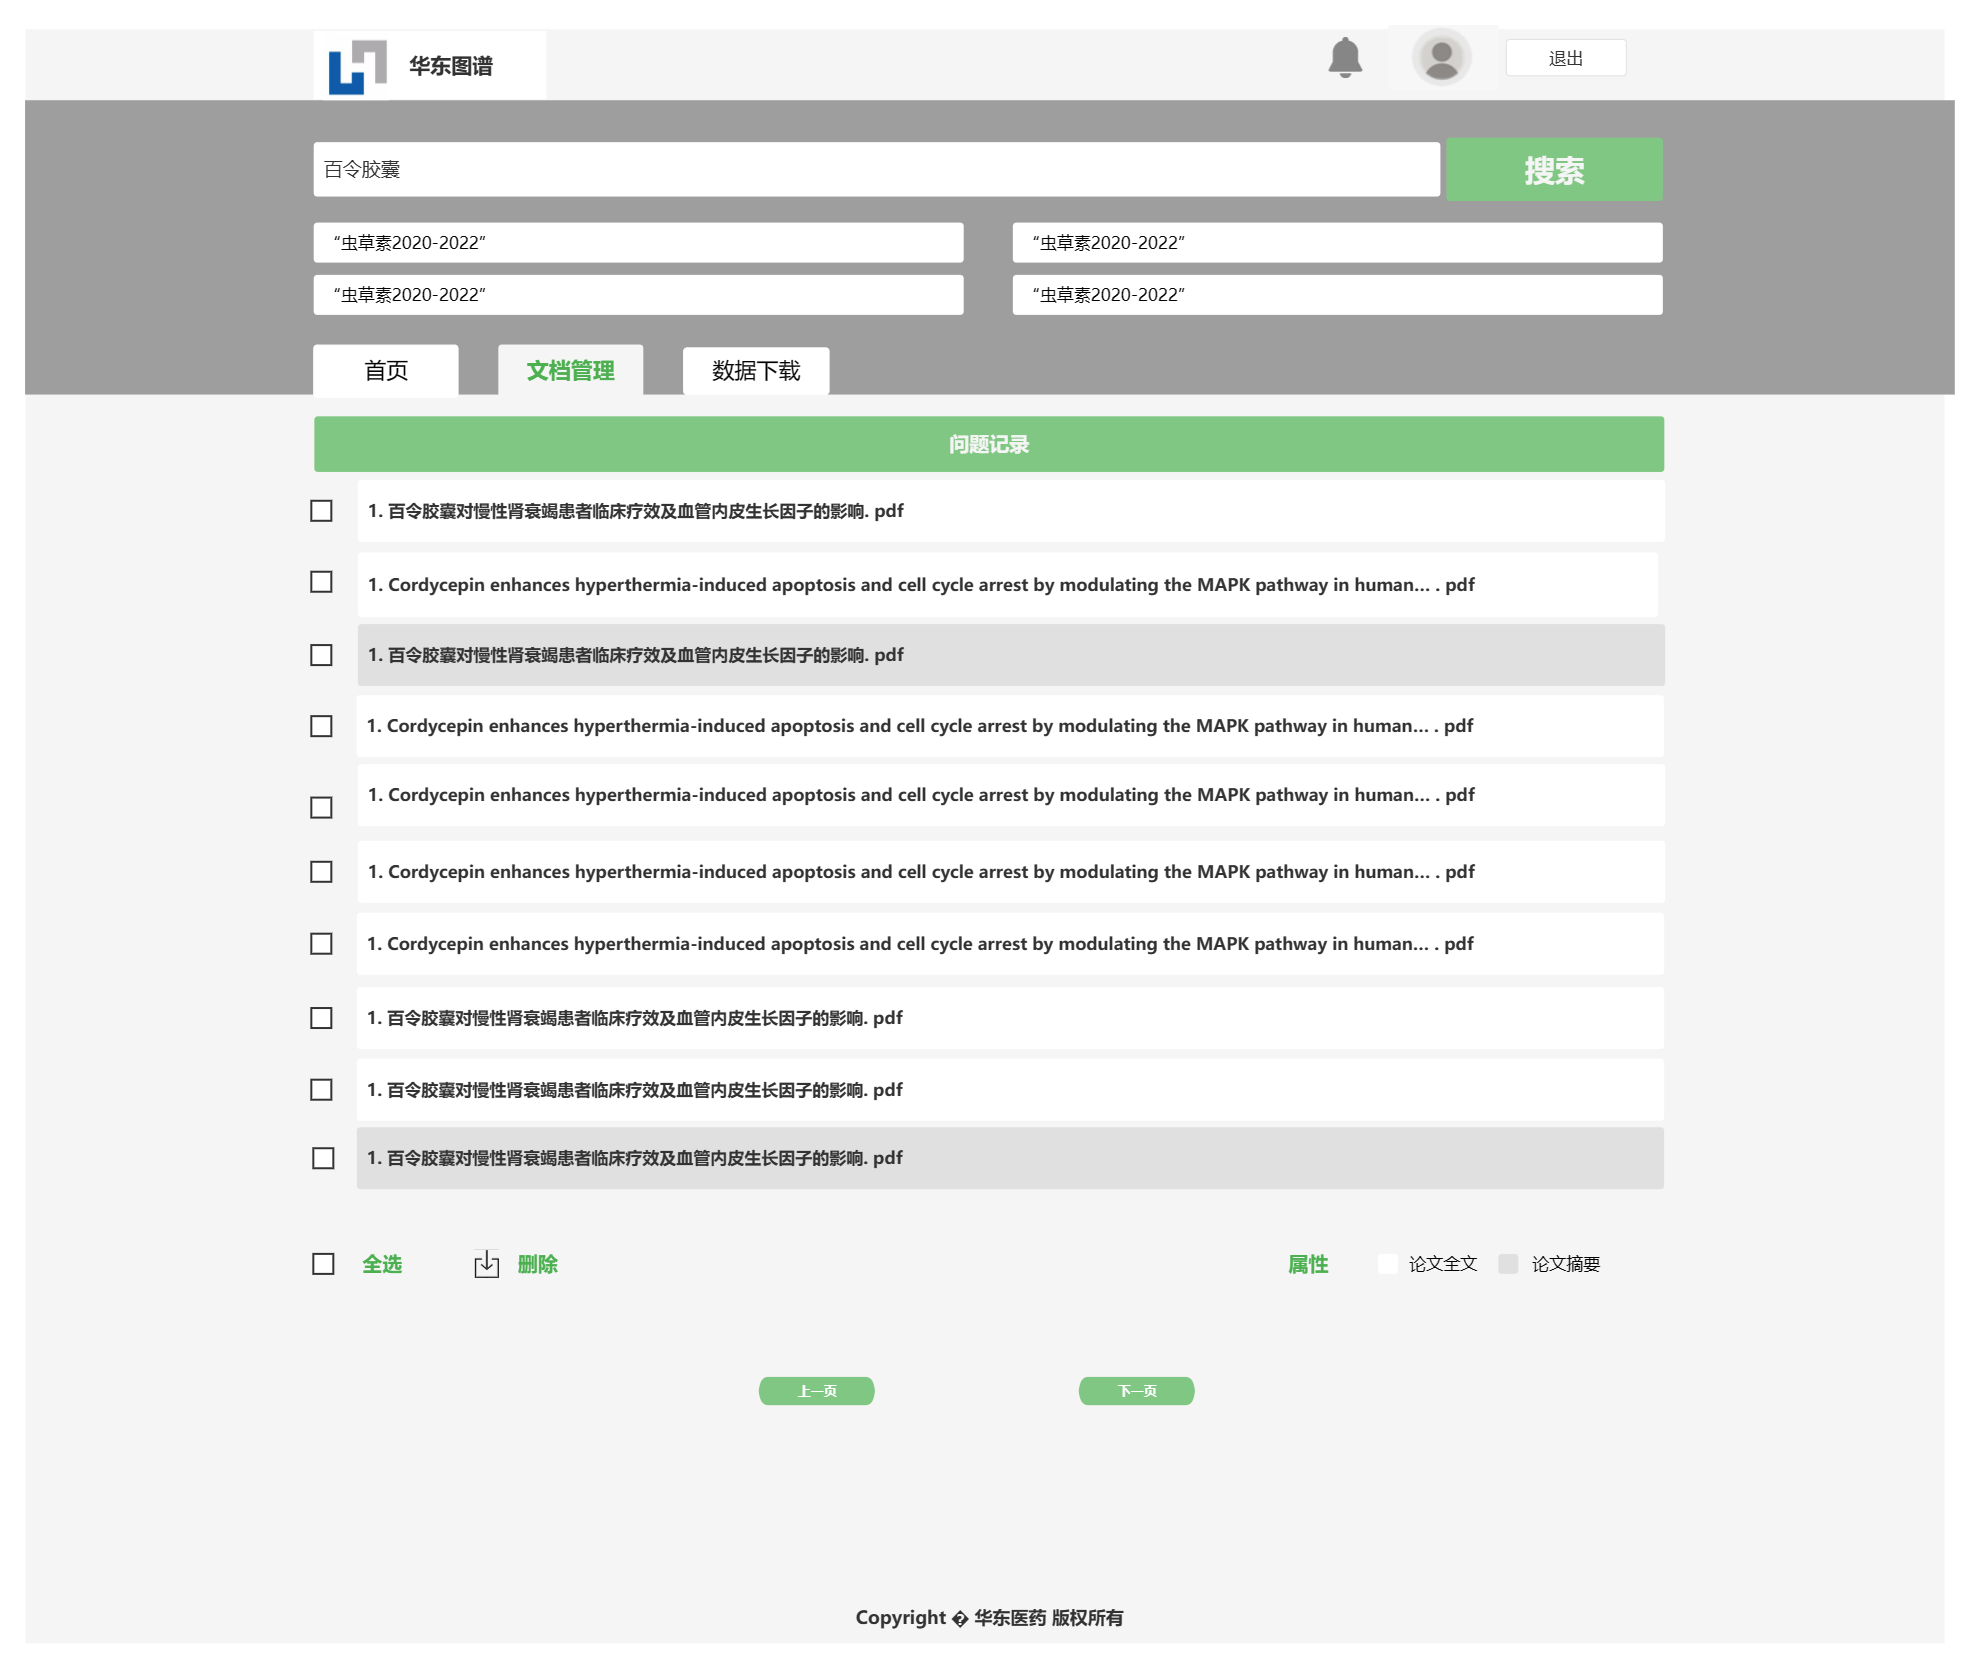 华东图谱
退出
百令胶囊
搜索
“虫草素2020-2022”
“虫草素2020-2022”
“虫草素2020-2022”
“虫草素2020-2022”
首页
文档管理
数据下载
问题记录
1. 百令胶囊对慢性肾衰竭患者临床疗效及血管内皮生长因子的影响. pdf
1. Cordycepin enhances hyperthermia-induced apoptosis and cell cycle arrest by modulating the MAPK pathway in human... . pdf
1. 百令胶囊对慢性肾衰竭患者临床疗效及血管内皮生长因子的影响. pdf
1. Cordycepin enhances hyperthermia-induced apoptosis and cell cycle arrest by modulating the MAPK pathway in human... . pdf
1. Cordycepin enhances hyperthermia-induced apoptosis and cell cycle arrest by modulating the MAPK pathway in human... . pdf
1. Cordycepin enhances hyperthermia-induced apoptosis and cell cycle arrest by modulating the MAPK pathway in human... . pdf
1. Cordycepin enhances hyperthermia-induced apoptosis and cell cycle arrest by modulating the MAPK pathway in human... . pdf
1. 百令胶囊对慢性肾衰竭患者临床疗效及血管内皮生长因子的影响. pdf
1. 百令胶囊对慢性肾衰竭患者临床疗效及血管内皮生长因子的影响. pdf
1. 百令胶囊对慢性肾衰竭患者临床疗效及血管内皮生长因子的影响. pdf
全选
删除
属性
论文全文
论文摘要
上一页
下一页
Copyright � 华东医药 版权所有